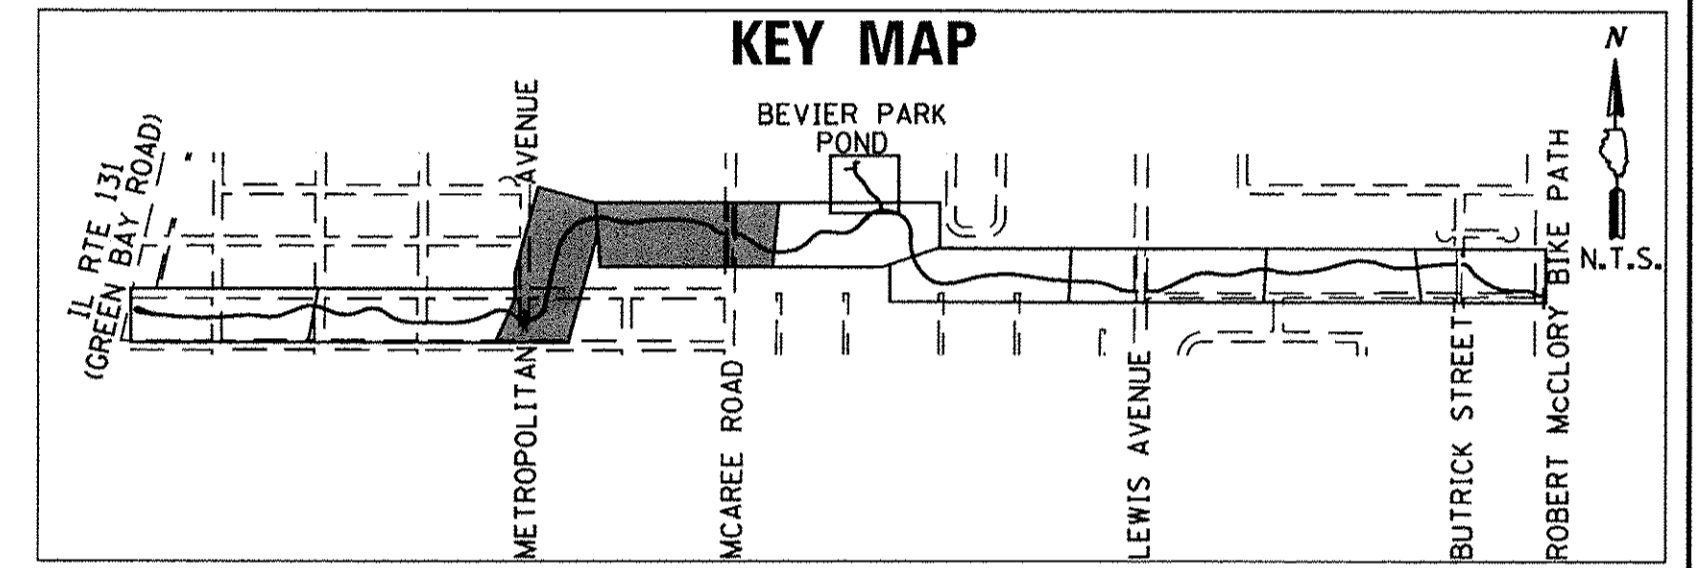 KEY MAP
N
BEVIER PARK
POND
IL RTE 131
(GREEN BAY ROAD)
METROPOLITAN AVENUE
MCAREE ROAD
LEWIS AVENUE
BUTRICK STREET
ROBERT McCLORY BIKE PATH
N.T.S.